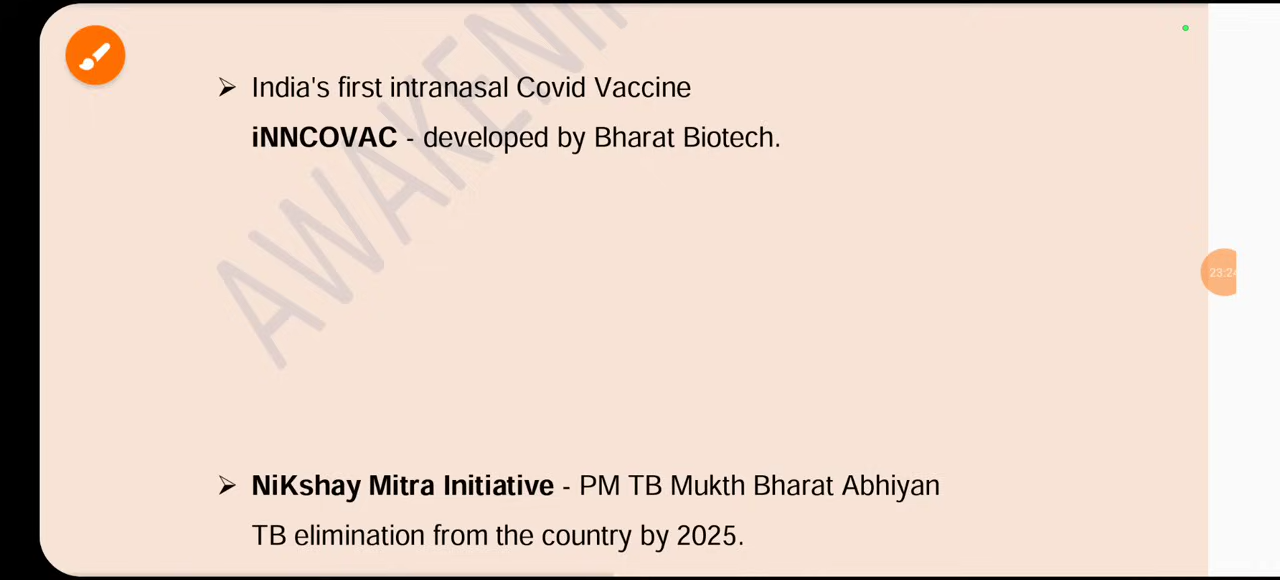 India's first intranasal Covid Vaccine
iNNCOVAC - developed by Bharat Biotech.
NiKshay Mitra Initiative - PM TB Mukth Bharat Abhiyan
TB elimination from the country by 2025.